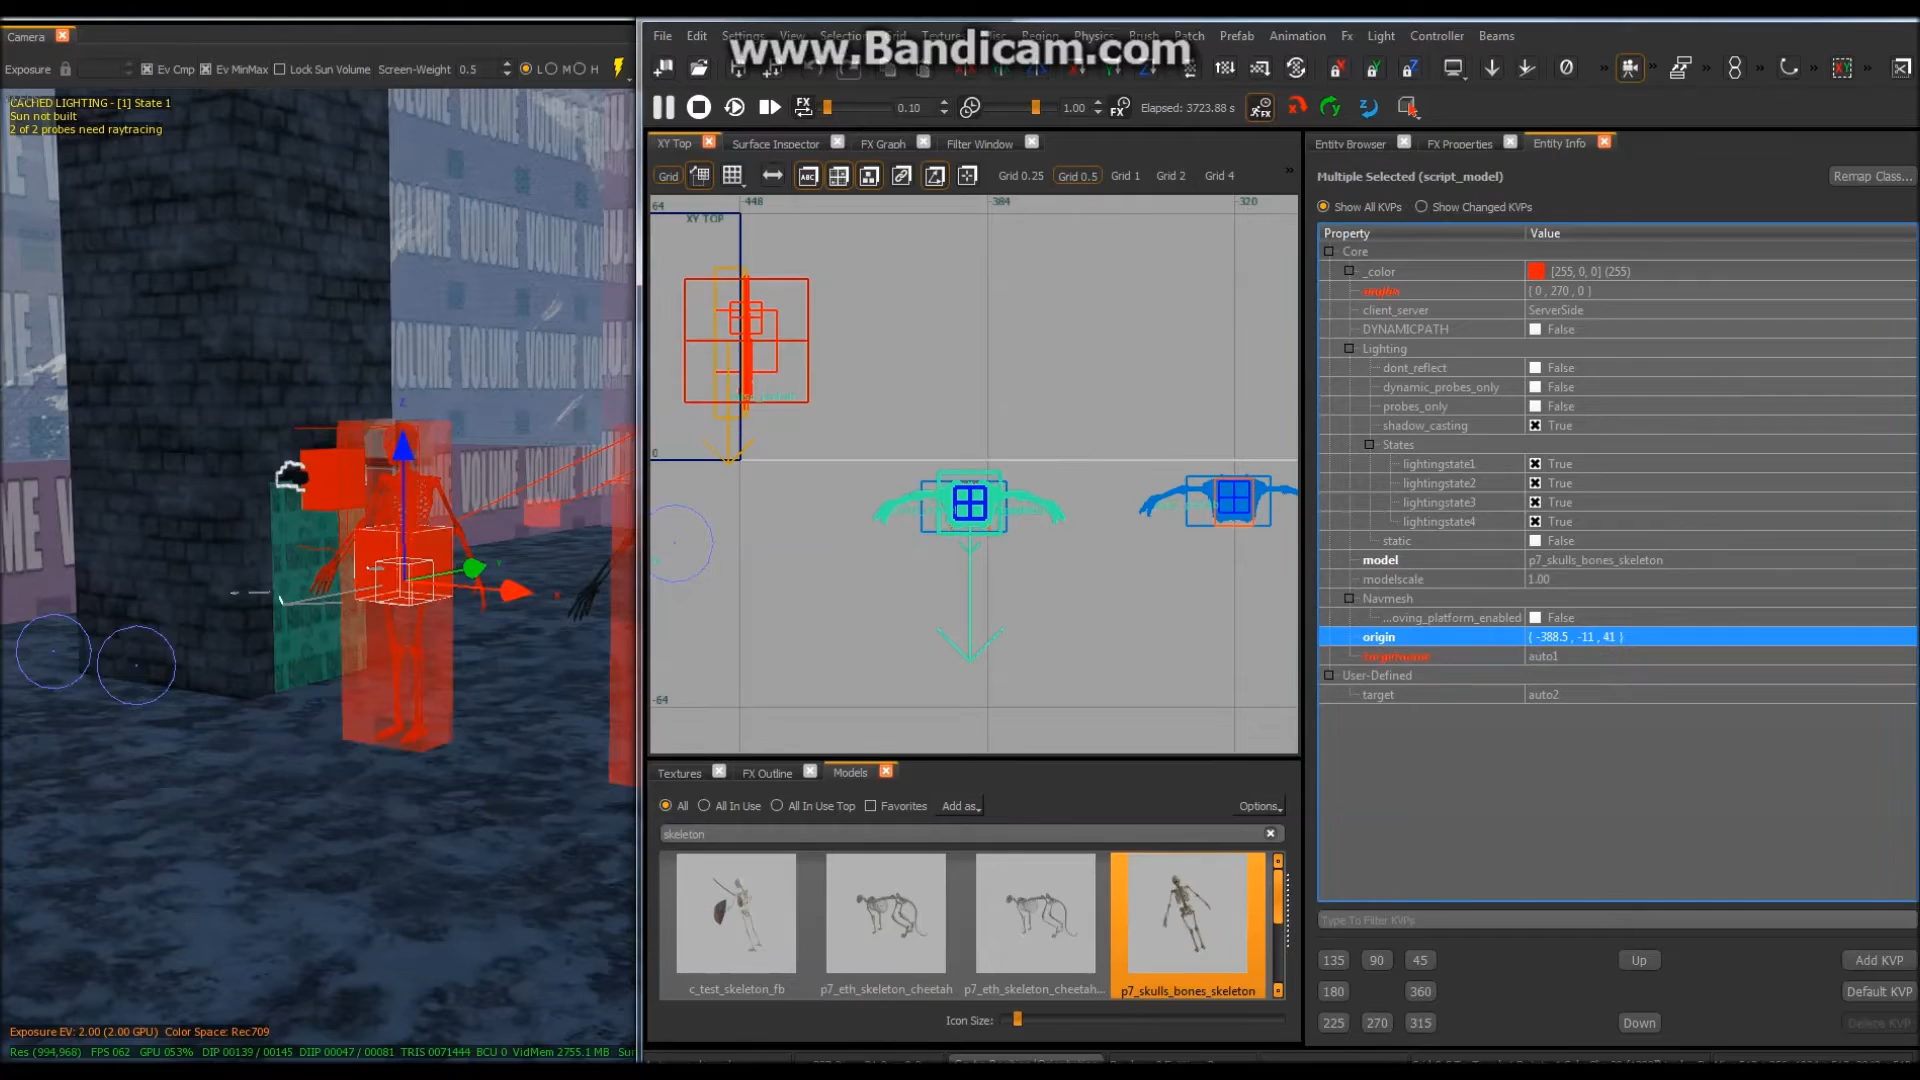 www.Bandicam.com
Camera
Exposure Ev Cmp Ev MinMax Lock Sun Volume Screen-Weight 0.5 L M H
CACHED LIGHTING - [1] State 1
Sun not built
2 of 2 probes need raytracing
VOLUME VOLUME VOLUME
Exposure EV: 2.00 (2.00 GPU) Color Space: Rec709
Res (994,968) FPS 062 GPU 053% DIP 00139 / 00145 DIIP 00047 / 00081 TRIS 0071444 BCU 0 VidMem 2755.1 MB
File Edit Settings View Selection Grid Textures Misc Region Physics Brush Patch Prefab Animation Fx Light Controller Beams
FX 0.10 1.00 FX Elapsed: 3723.88 s
XY Top Surface Inspector FX Graph Filter Window
Grid ABC Grid 0.25 Grid 0.5 Grid 1 Grid 2 Grid 4
64 -448 -384 -320
XY TOP
0
-64
Textures FX Outline Models
All All In Use All In Use Top Favorites Add as Options
skeleton
c_test_skeleton_fb p7_eth_skeleton_cheetah p7_eth_skeleton_cheetah... p7_skulls_bones_skeleton
Icon Size:
Entity Browser FX Properties Entity Info
Multiple Selected (script_model) Remap Class...
Show All KVPs Show Changed KVPs
Property Value
Core
_color [255, 0, 0] (255)
angles { 0 , 270 , 0 }
client_server ServerSide
DYNAMICPATH False
Lighting
dont_reflect False
dynamic_probes_only False
probes_only False
shadow_casting True
States
lightingstate1 True
lightingstate2 True
lightingstate3 True
lightingstate4 True
static False
model p7_skulls_bones_skeleton
modelscale 1.00
Navmesh
...oving_platform_enabled False
origin { -388.5 , -11 , 41 }
targetname auto1
User-Defined
target auto2
Type To Filter KVPs
135 90 45 Up Add KVP
180 360 Default KVP
225 270 315 Down Delete KVP